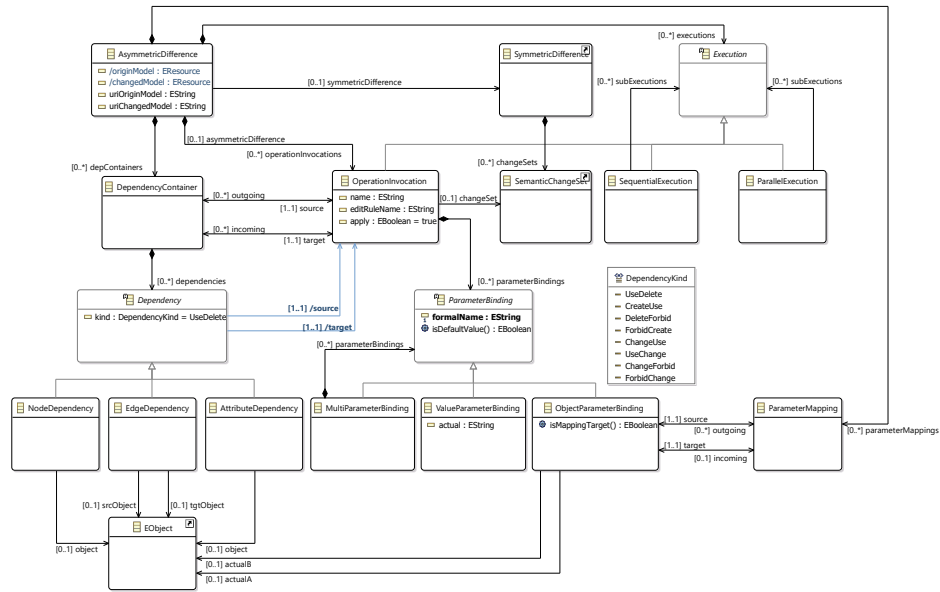 [0..*] executions
AsymmetricDifference
/originModel : EResource
/changedModel : EResource
uriOriginModel : EString
uriChangedModel : EString
[0..1] symmetricDifference
SymmetricDifference
Execution
[0..*] subExecutions
[0..*] subExecutions
[0..1] asymmetricDifference
[0..*] operationInvocations
[0..*] depContainers
[0..*] changeSets
DependencyContainer
[0..*] outgoing
[1..1] source
[0..*] incoming
[1..1] target
OperationInvocation
name : EString
editRuleName : EString
apply : EBoolean = true
[0..1] changeSet
SemanticChangeSet
SequentialExecution
ParallelExecution
[0..*] dependencies
[0..*] parameterBindings
Dependency
kind : DependencyKind = UseDelete
[1..1] /source
[1..1] /target
ParameterBinding
formalName : EString
isDefaultValue() : EBoolean
[0..*] parameterBindings
DependencyKind
UseDelete
CreateUse
DeleteForbid
ForbidCreate
ChangeUse
UseChange
ChangeForbid
ForbidChange
NodeDependency
EdgeDependency
AttributeDependency
MultiParameterBinding
ValueParameterBinding
actual : EString
ObjectParameterBinding
isMappingTarget() : EBoolean
[1..1] source
[0..*] outgoing
[1..1] target
[0..1] incoming
ParameterMapping
[0..*] parameterMappings
[0..1] srcObject
[0..1] tgtObject
EObject
[0..1] object
[0..1] object
[0..1] actualB
[0..1] actualA